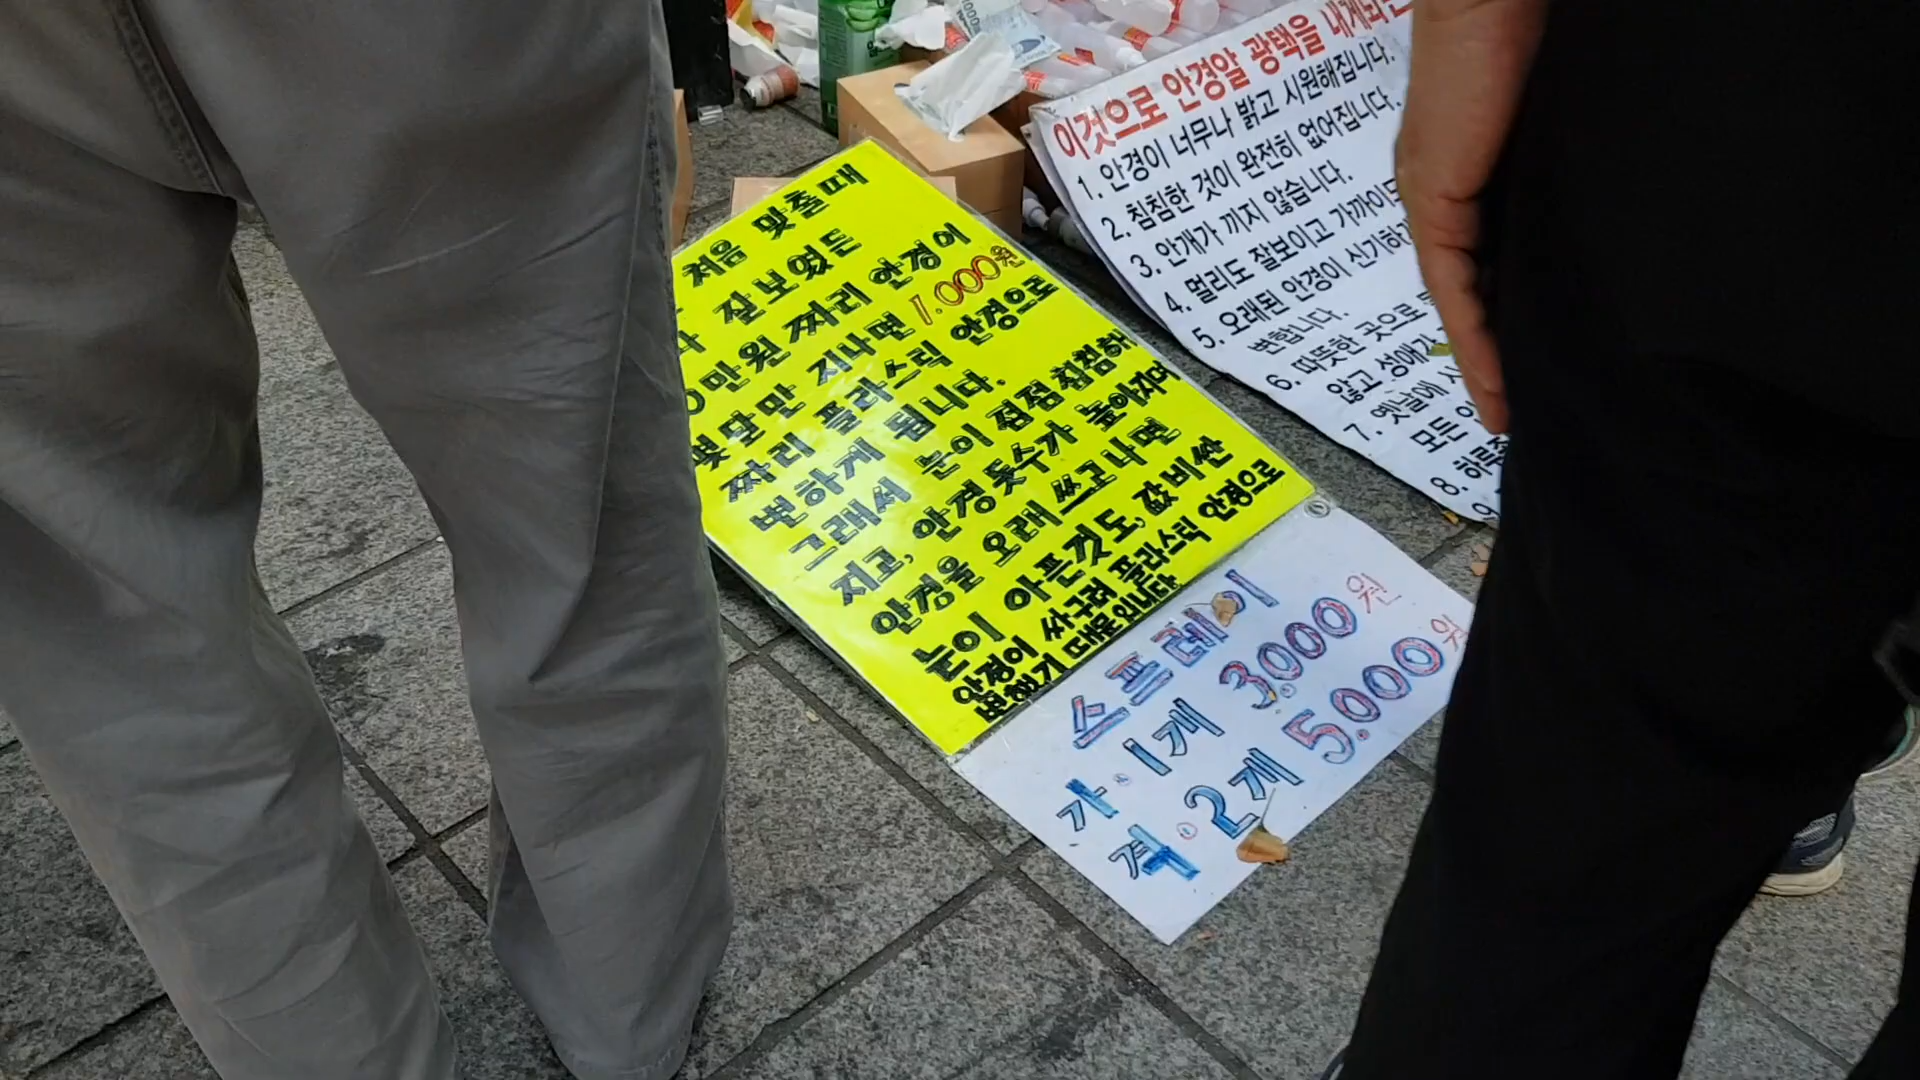 처음 맞출때
잘보였든
만원 짜리 안경이
몇달만 지나면 1.000원
짜리 플라스틱 안경으로
변하게 됩니다.
그래서 눈이 점점 침침해
지고, 안경돗수가 높아지며
안경을 오래쓰고나면
눈이 아픈것도, 값비싼
안경이 싸구려 플라스틱 안경으로
변했기 때문입니다
스프레이
가 · 1개 3.000원
격 · 2개 5.000원
이것으로 안경알 광택을 내게되면
1. 안경이 너무나 밝고 시원해집니다.
2. 침침한 것이 완전히 없어집니다.
3. 안개가 끼지 않습니다.
4. 멀리도 잘보이고 가까이도
5. 오래된 안경이 신기하게
변합니다.
6. 따뜻한 곳으로
않고 성애가
7. 옛날에
모든
8. 하루
9.